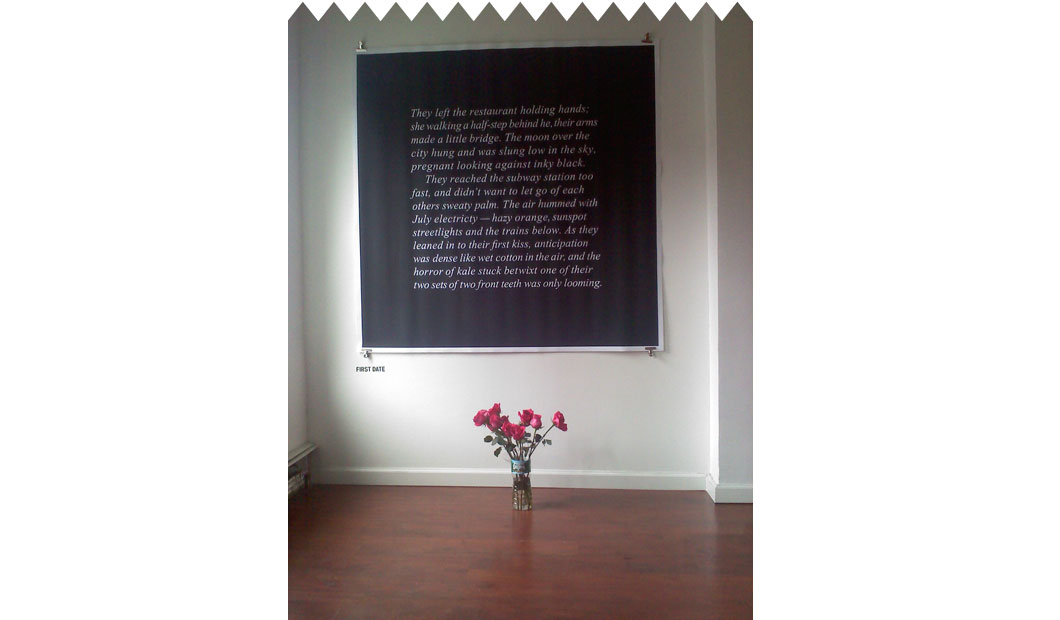 They left the restaurant holding hands;
she walking a half-step behind he, their arms
made a little bridge. The moon over the
city hung and was slung low in the sky,
pregnant looking against inky black.
They reached the subway station too
fast, and didn't want to let go of each
others sweaty palm. The air hummed with
July electricty — hazy orange, sunspot
streetlights and the trains below. As they
leaned in to their first kiss, anticipation
was dense like wet cotton in the air, and the
horror of kale stuck betwixt one of their
two sets of two front teeth was only looming.
FIRST DATE